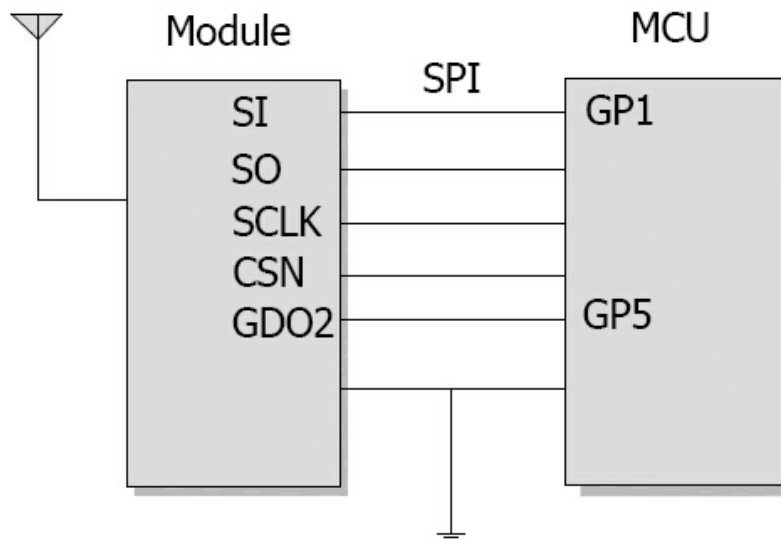 Module
MCU
SPI
SI
GP1
SO
SCLK
CSN
GDO2
GP5